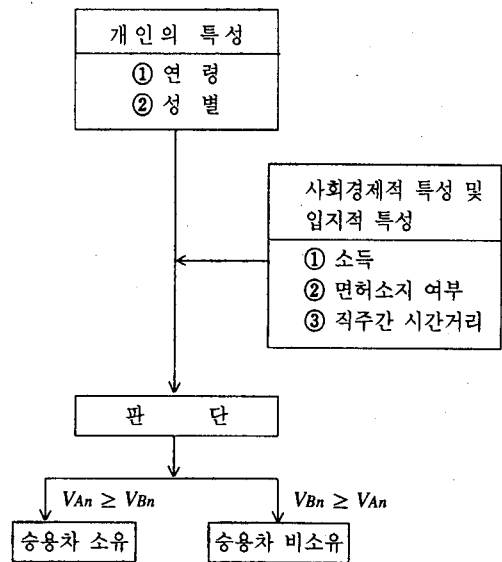 개인의 특성
① 연 령
② 성 별
사회경제적 특성 및
입지적 특성
① 소득
② 면허소지 여부
③ 직주간 시간거리
판 단
VAn ≥ VBn
VBn ≥ VAn
승용차 소유
승용차 비소유